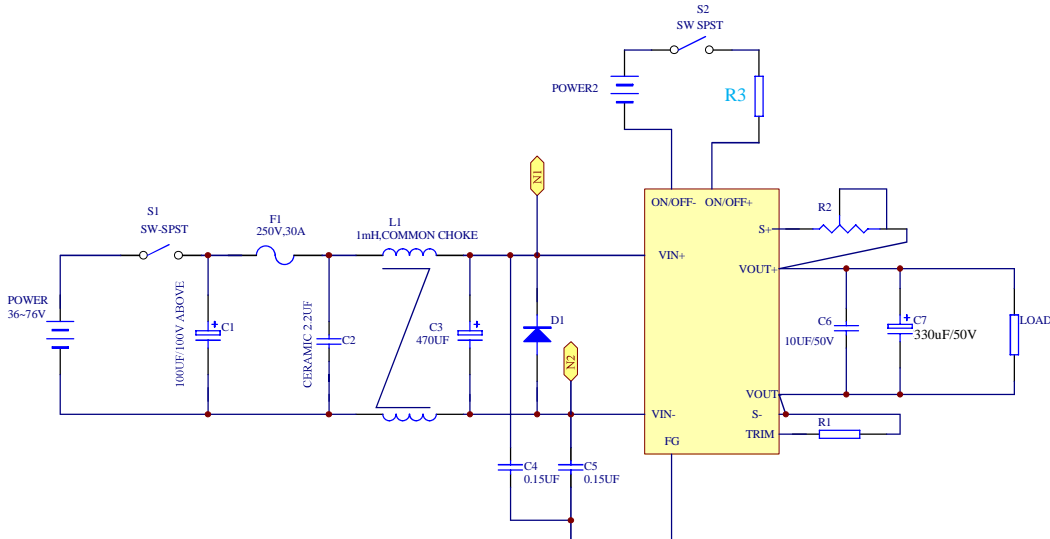 S2
SW SPST
POWER2
R3
N1
ON/OFF-
ON/OFF+
S1
SW-SPST
F1
250V,30A
L1
1mH,COMMON CHOKE
S+
R2
VIN+
VOUT+
POWER
36~76V
100UF/100V ABOVE
C1
CERAMIC 2.2UF
C2
C3
470UF
D1
N2
C6
10UF/50V
C7
330uF/50V
LOAD
VOUT
VIN-
S-
R1
TRIM
FG
C4
0.15UF
C5
0.15UF